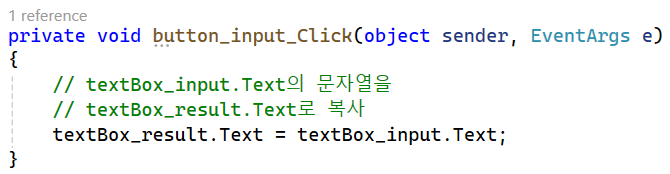 1 reference
private void button_input_Click(object sender, EventArgs e)
{
    // textBox_input.Text의 문자열을
    // textBox_result.Text로 복사
    textBox_result.Text = textBox_input.Text;
}